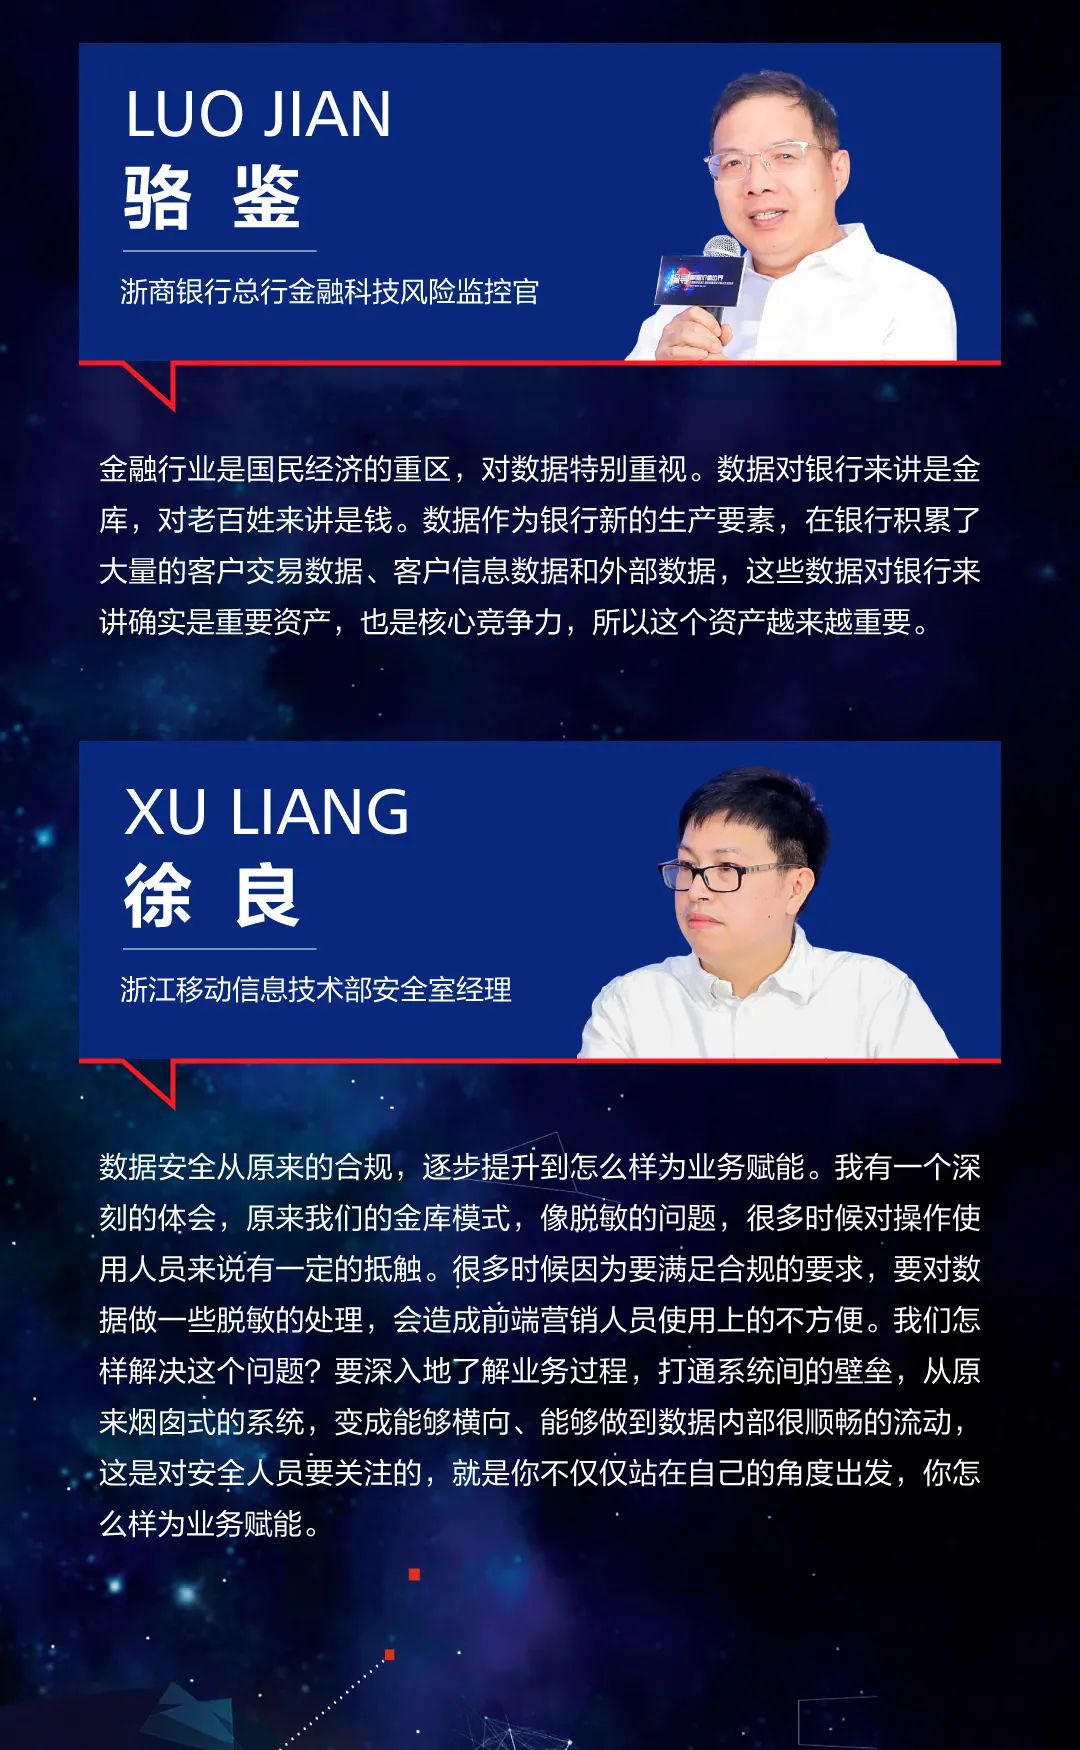 LUO JIAN
骆 鉴
浙商银行总行金融科技风险监控官
金融行业是国民经济的重区，对数据特别重视。数据对银行来讲是金
库，对老百姓来讲是钱。数据作为银行新的生产要素，在银行积累了
大量的客户交易数据、客户信息数据和外部数据，这些数据对银行来
讲确实是重要资产，也是核心竞争力，所以这个资产越来越重要。
XU LIANG
徐 良
浙江移动信息技术部安全室经理
数据安全从原来的合规，逐步提升到怎么样为业务赋能。我有一个深
刻的体会，原来我们的金库模式，像脱敏的问题，很多时候对操作使
用人员来说有一定的抵触。很多时候因为要满足合规的要求，要对数
据做一些脱敏的处理，会造成前端营销人员使用上的不方便。我们怎
样解决这个问题？要深入地了解业务过程，打通系统间的壁垒，从原
来烟囱式的系统，变成能够横向、能够做到数据内部很顺畅的流动，
这是对安全人员要关注的，就是你不仅仅站在自己的角度出发，你怎
么样为业务赋能。